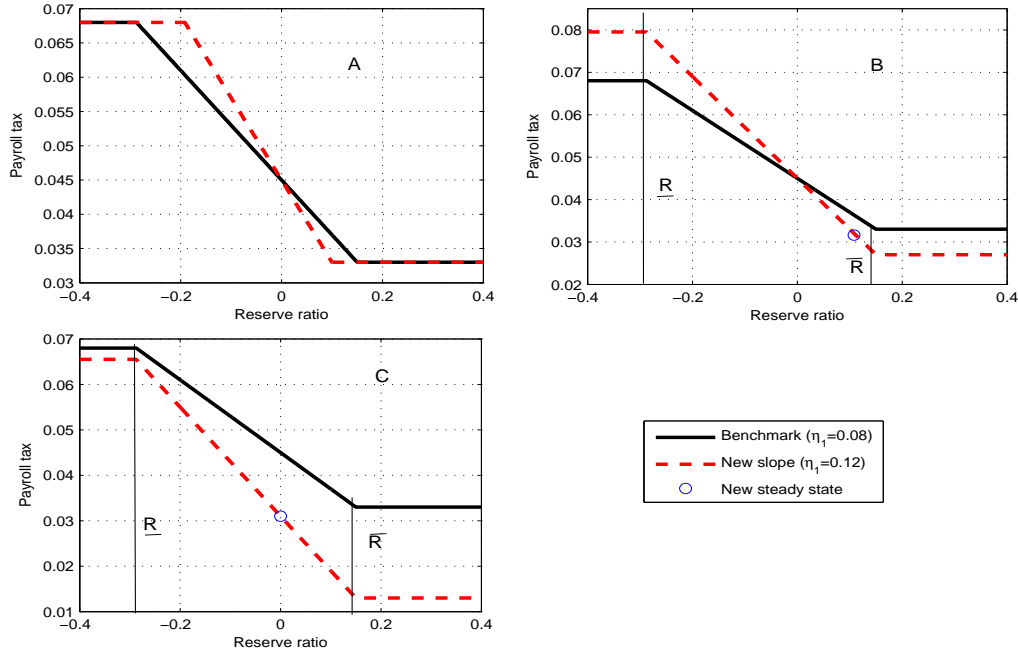 0.07
0.065
0.06
0.055
0.05
0.045
0.04
0.035
0.03
−0.4
−0.2
0
0.2
0.4
Payroll tax
Reserve ratio
A
0.08
0.07
0.06
0.05
0.04
0.03
0.02
−0.4
−0.2
0
0.2
0.4
Payroll tax
Reserve ratio
B
R
R
0.07
0.06
0.05
0.04
0.03
0.02
0.01
−0.4
−0.2
0
0.2
0.4
Payroll tax
Reserve ratio
C
R
R
Benchmark (η1=0.08)
New slope (η1=0.12)
New steady state